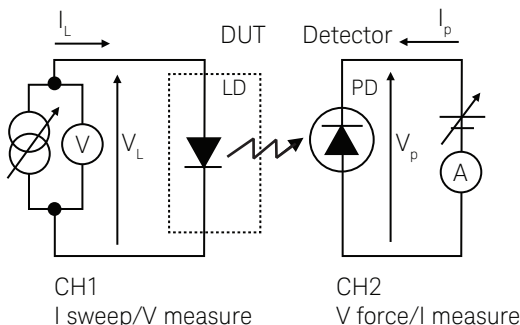 I_L
DUT
Detector
I_p
LD
PD
V
V_L
V_p
A
CH1
I sweep/V measure
CH2
V force/I measure